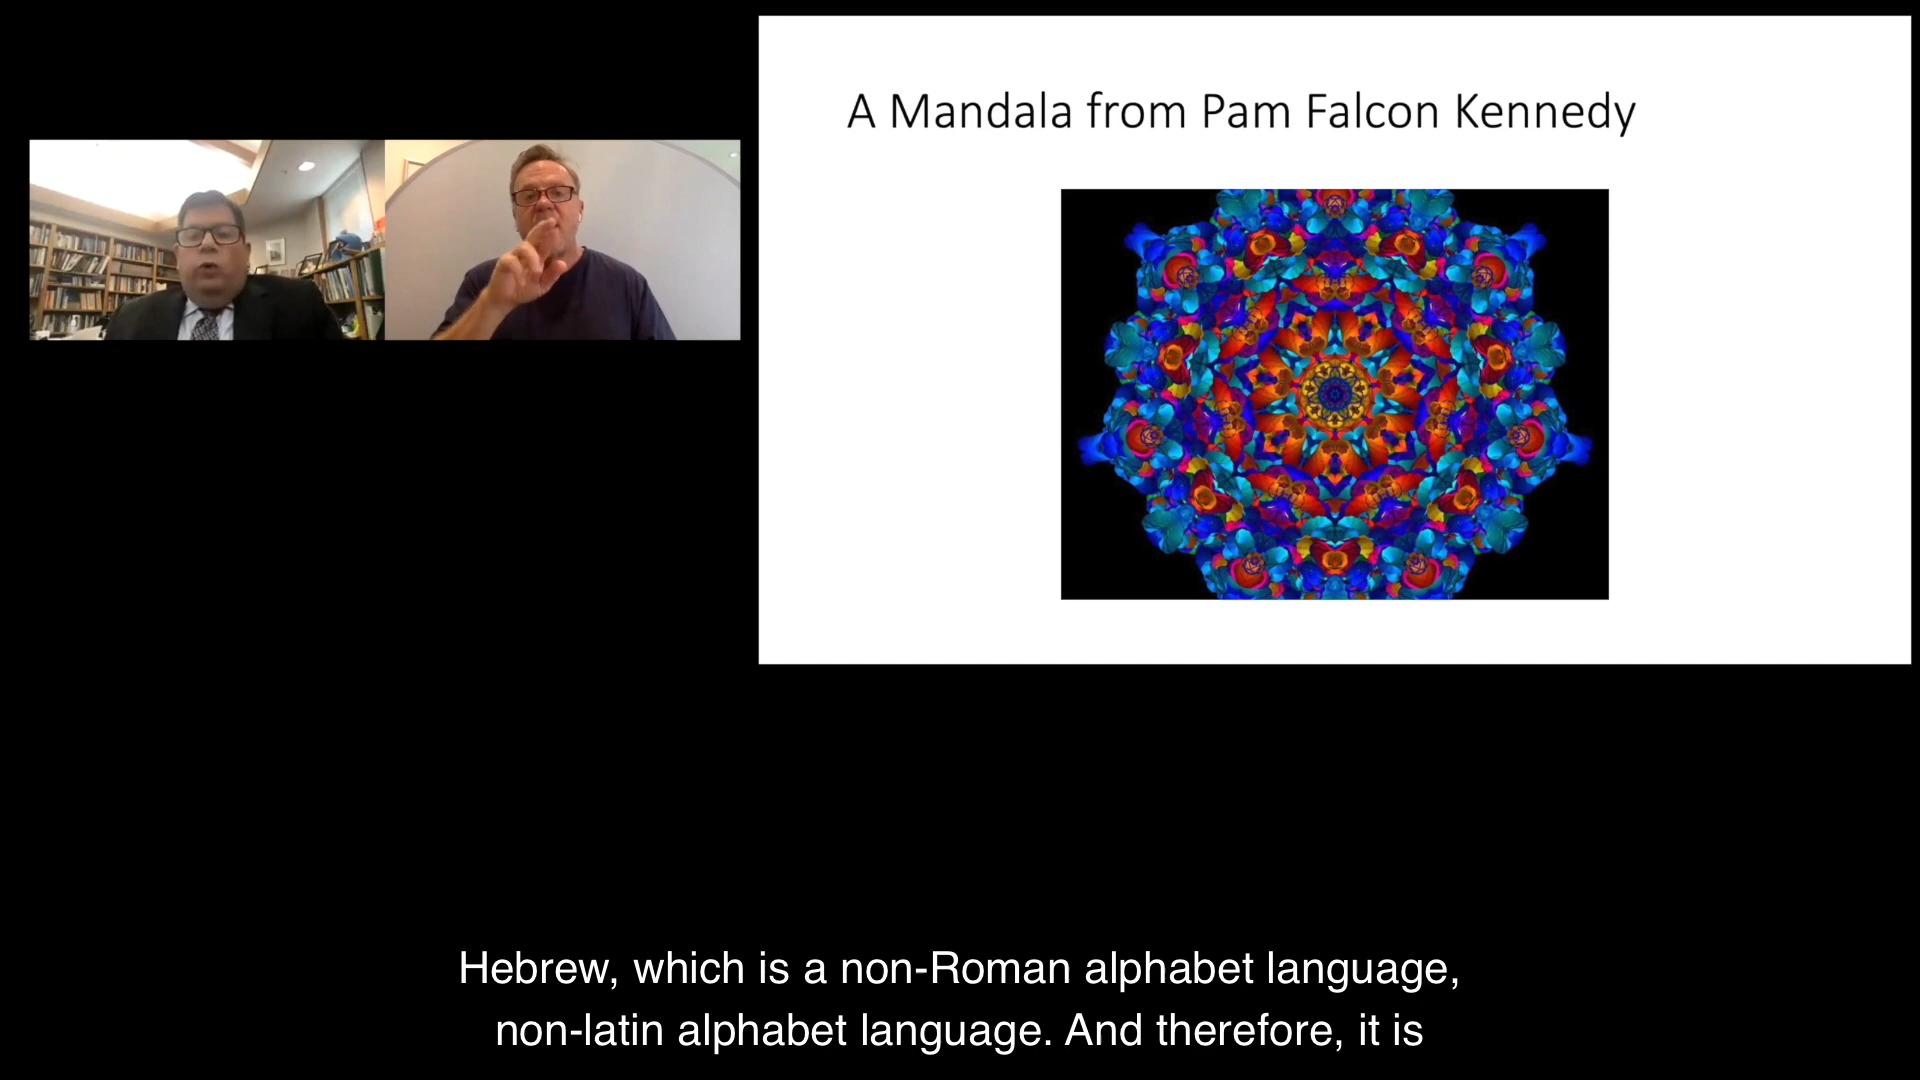 A Mandala from Pam Falcon Kennedy
Hebrew, which is a non-Roman alphabet language,
non-latin alphabet language. And therefore, it is